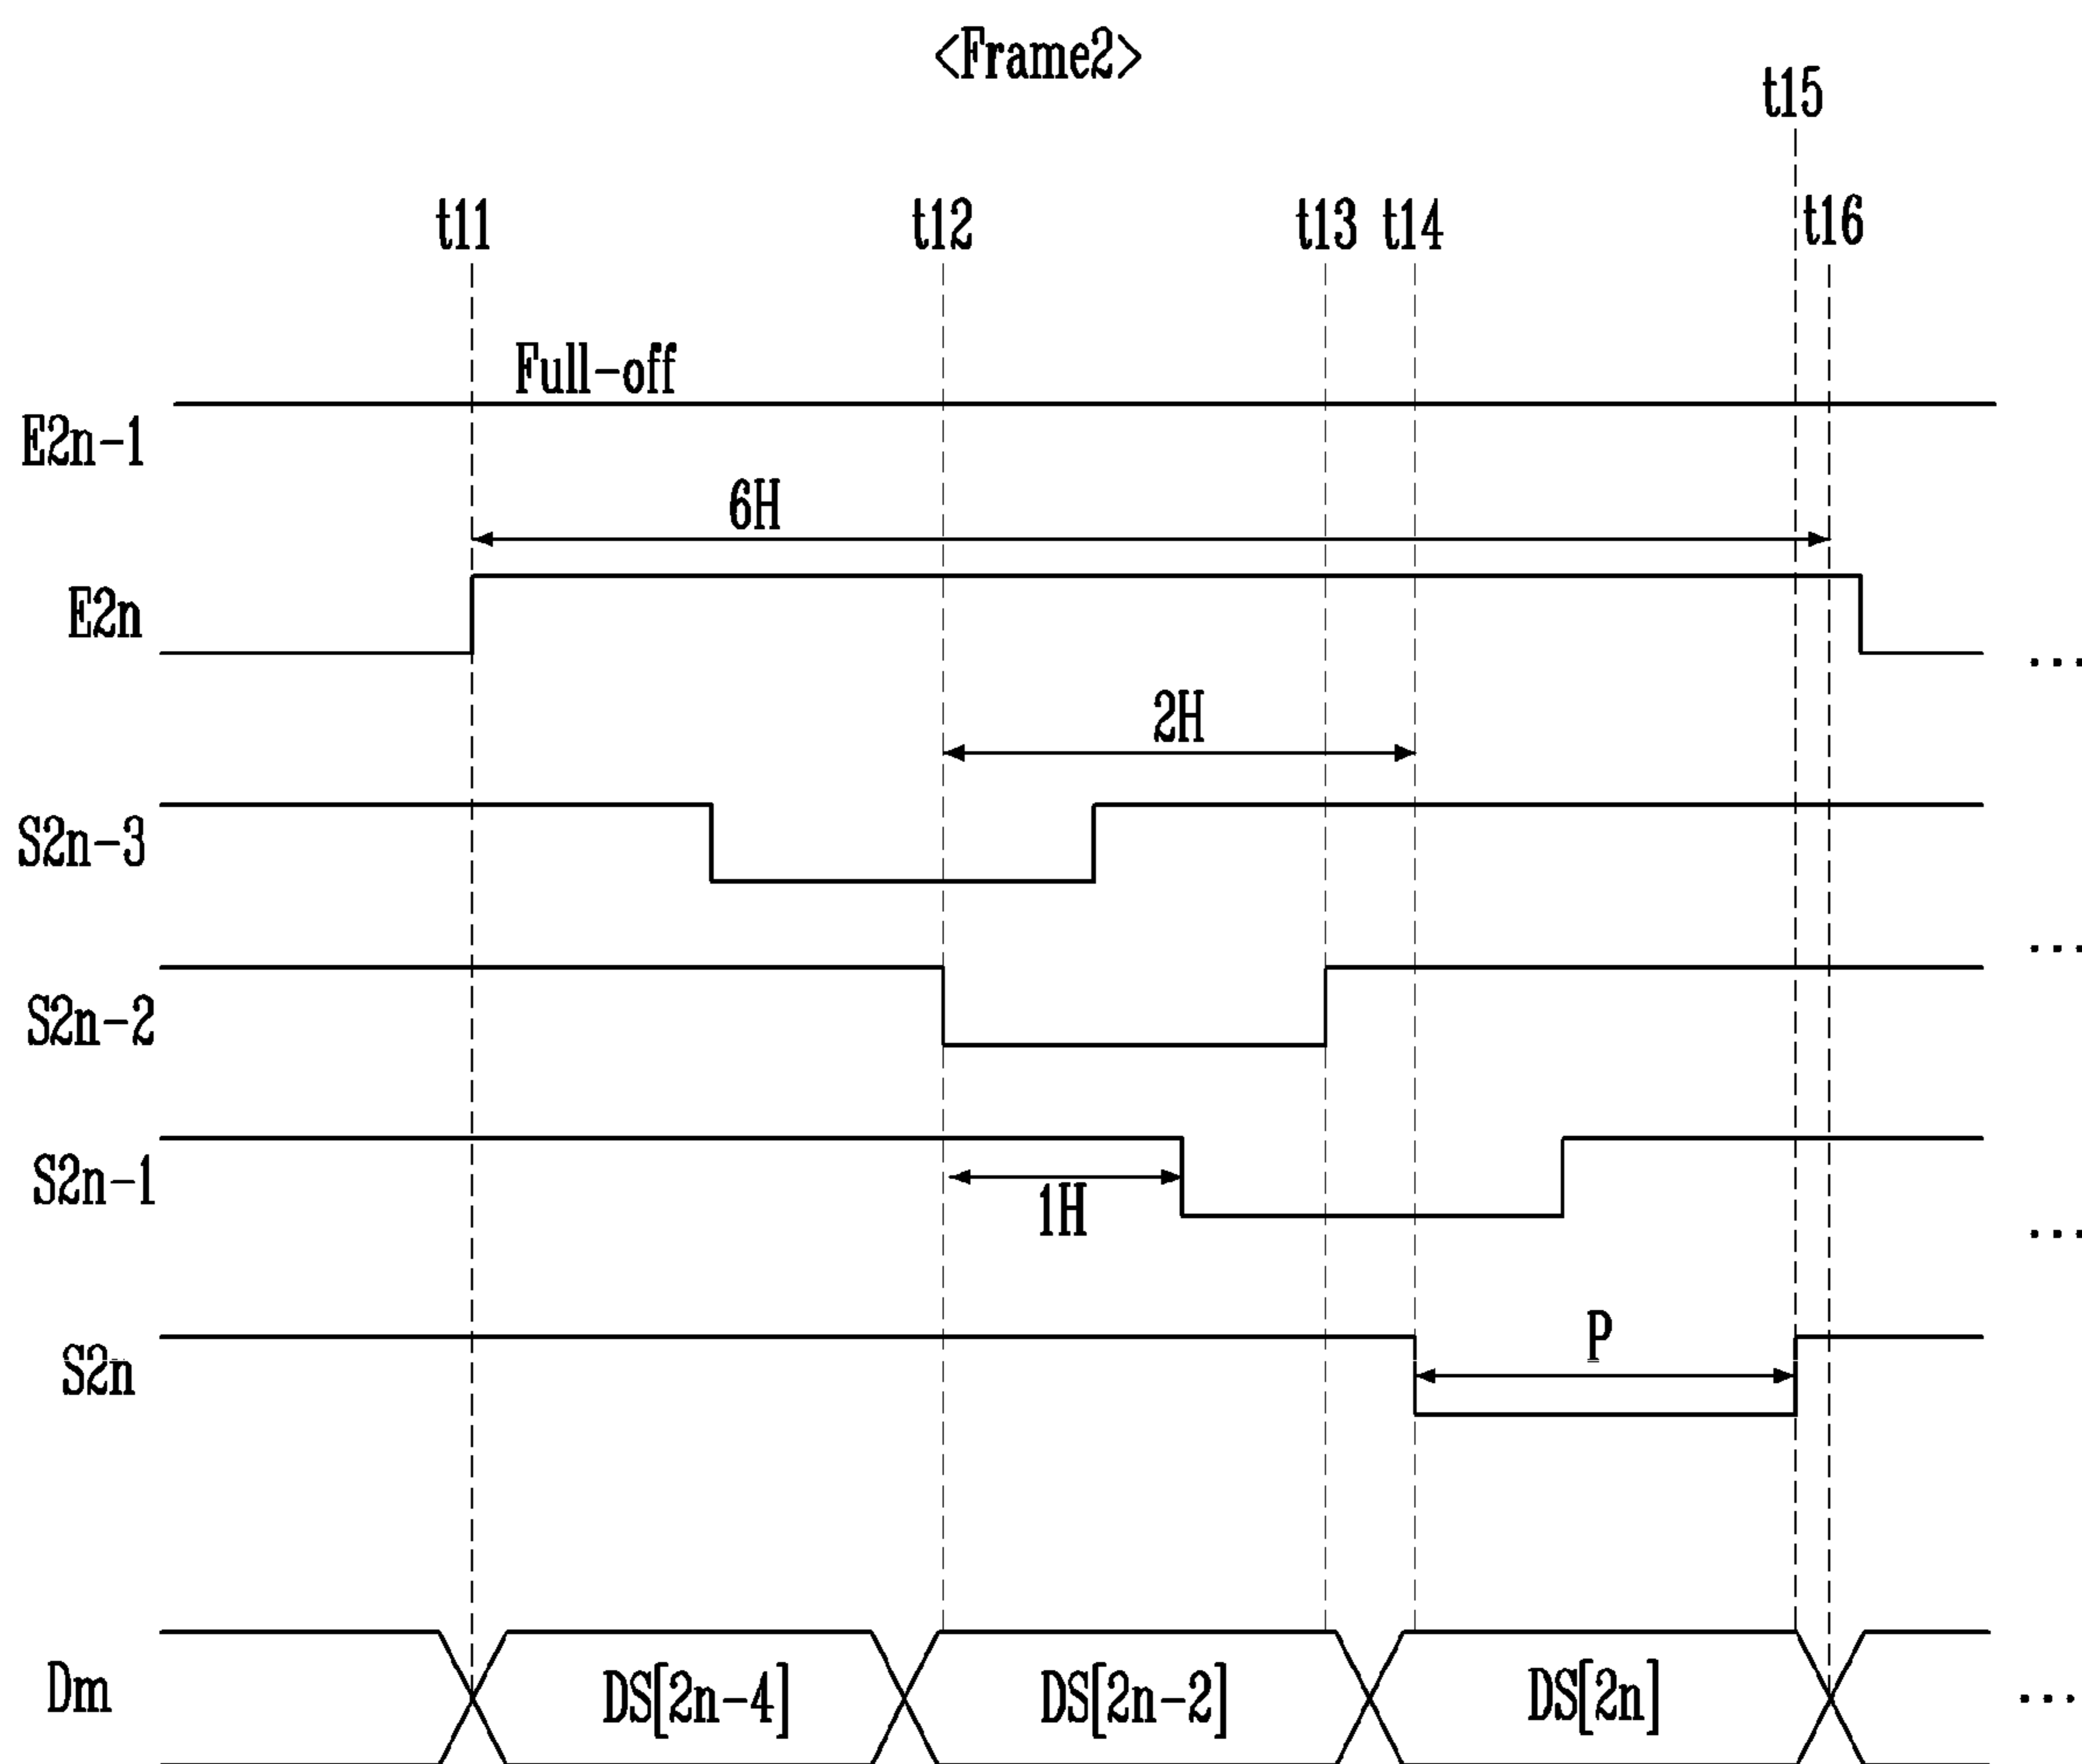 <Frame2>
t15
t11 t12 t13 t14 t16
Full-off
E2n-1
6H
E2n
...
2H
S2n-3
...
S2n-2
S2n-1
1H
...
P
S2n
Dm DS[2n-4] DS[2n-2] DS[2n] ...